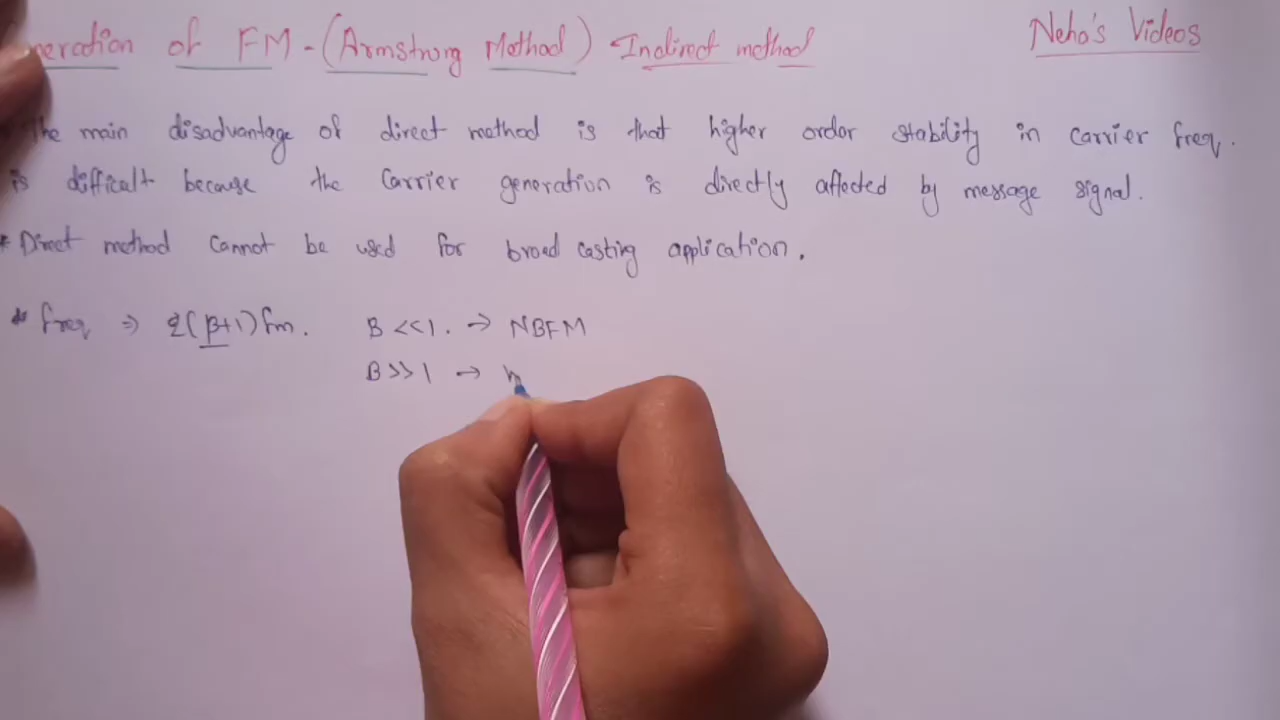 neration of FM - (Armstrong Method) Indirect method
Neha's Videos
The main disadvantage of direct method is that higher order stability in carrier freq.
is difficult because the carrier generation is directly affected by message signal.
* Direct method cannot be used for broad casting application.
* freq ⇒ 2(β+1)fm. B <<1. → NBFM
B >> 1 →